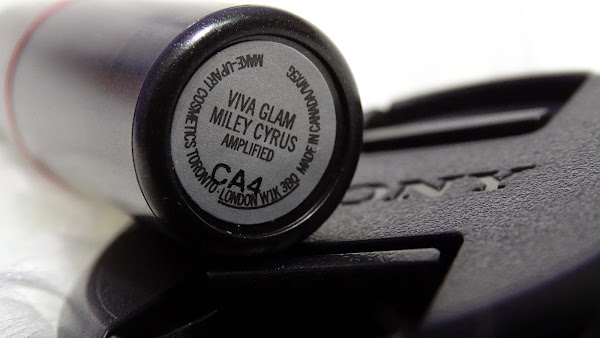 VIVA GLAM
MILEY CYRUS
AMPLIFIED
CA4
MAKE-UP ART COSMETICS TORONTO LONDON W1K 3BQ MADE IN CANADA/
SONY